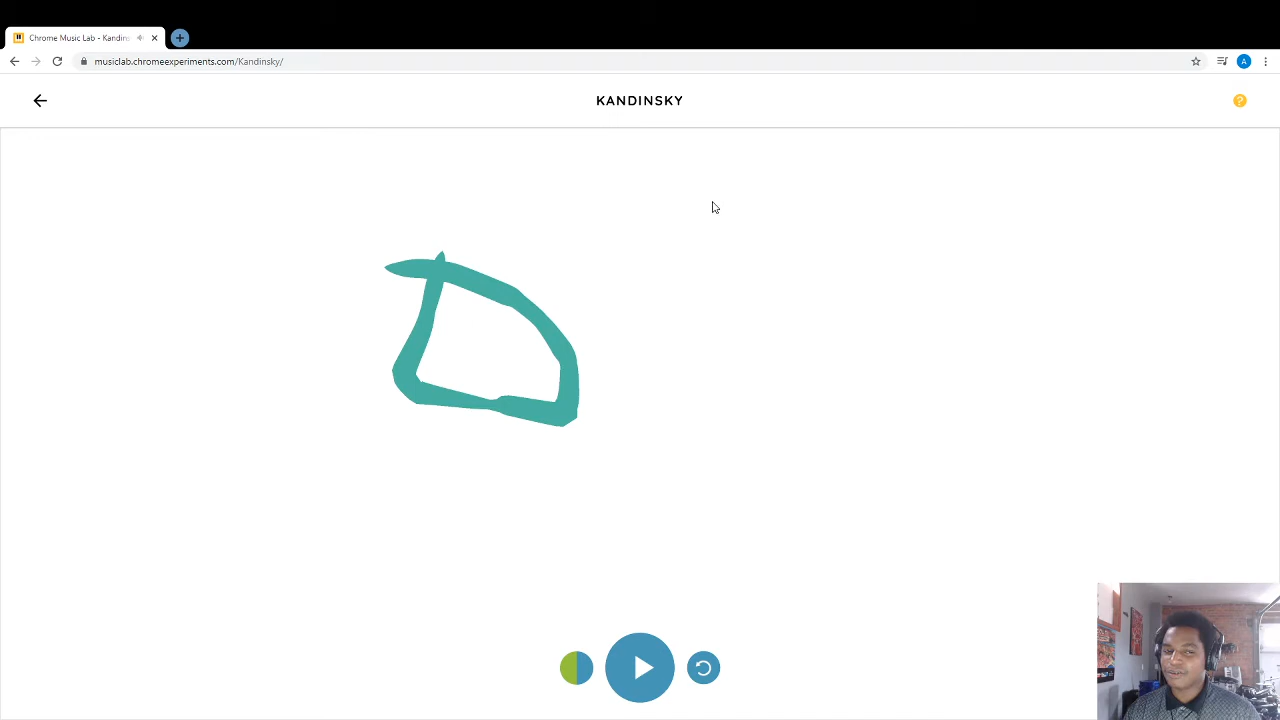 Chrome Music Lab - Kandins
musiclab.chromeexperiments.com/Kandinsky/
A
KANDINSKY
?